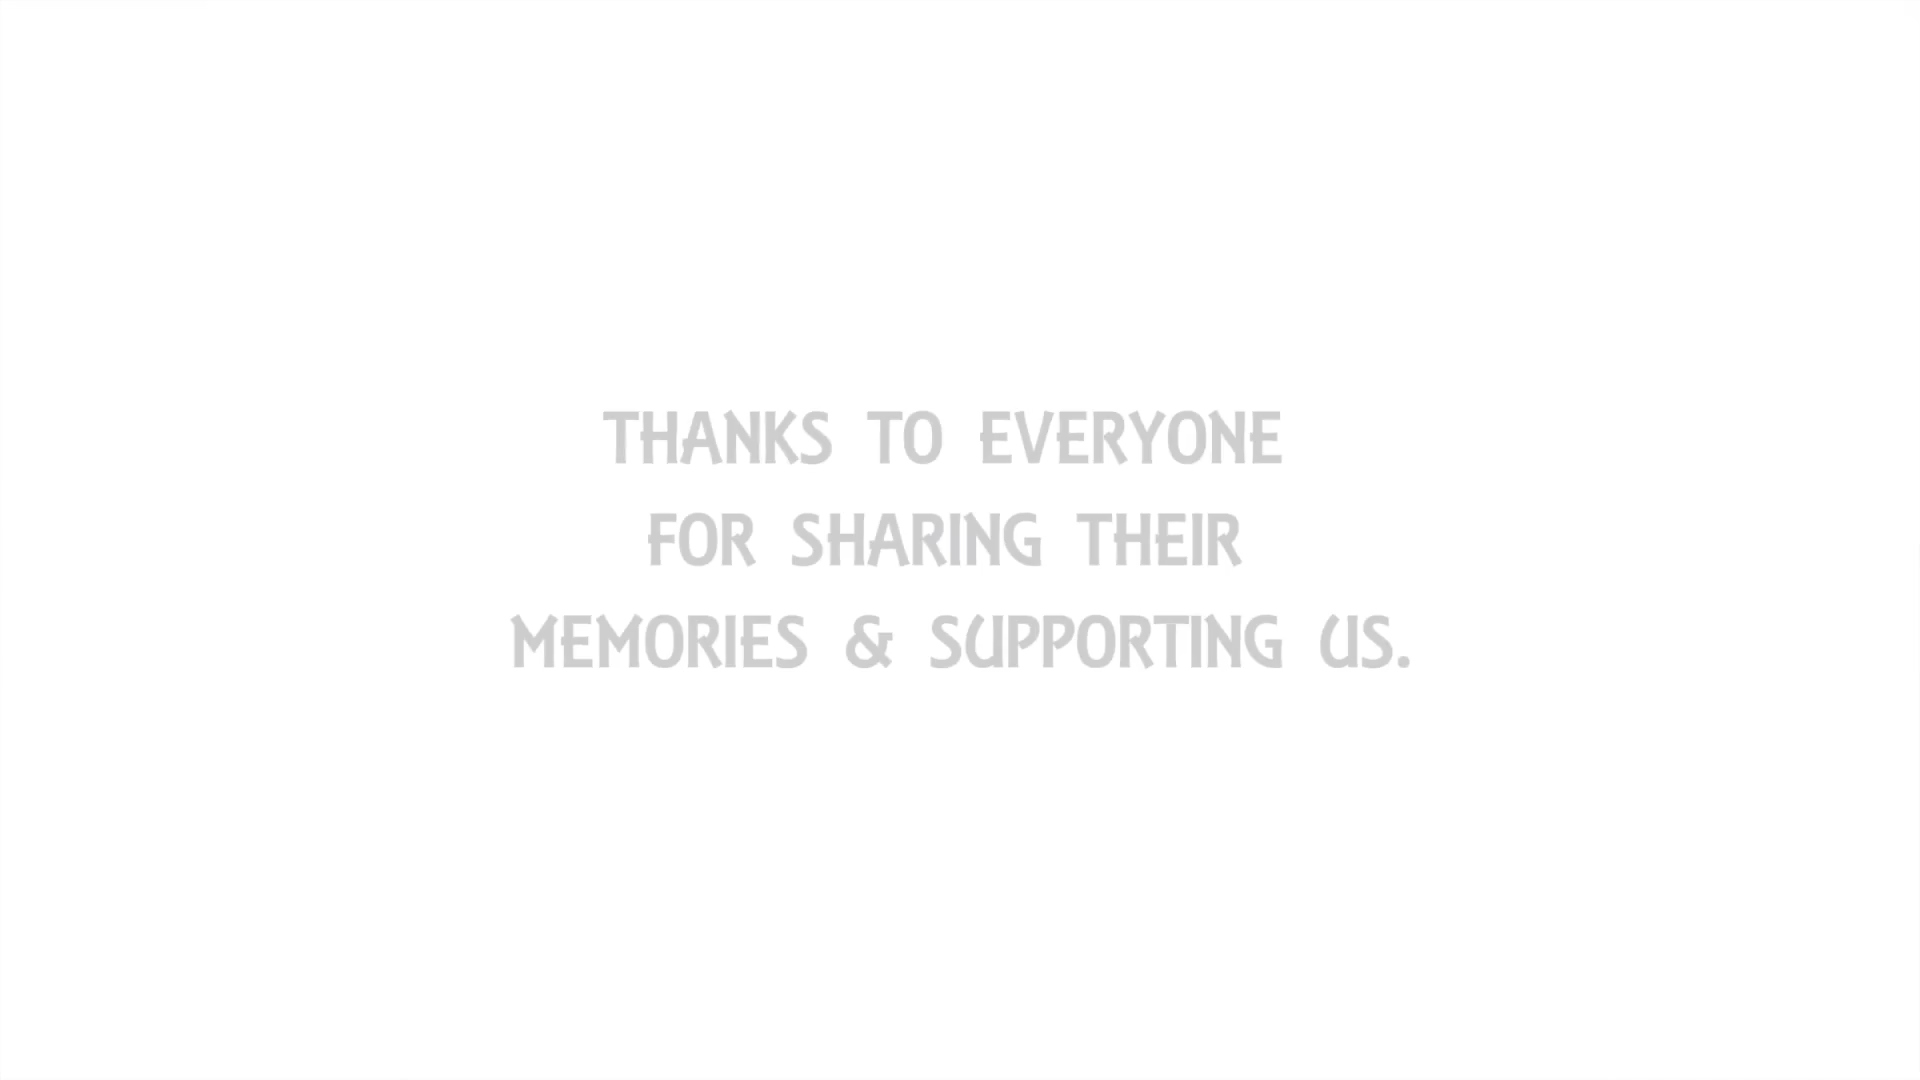 THANKS TO EVERYONE
FOR SHARING THEIR
MEMORIES & SUPPORTING US.